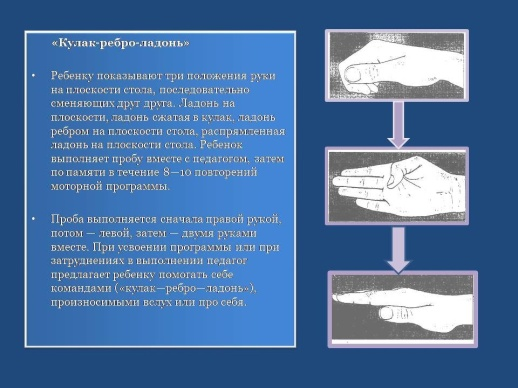 «Кулак-ребро-ладонь»
• Ребенку показывают три положения руки
на плоскости стола, последовательно
сменяющих друг друга. Ладонь на
плоскости, ладонь сжатая в кулак, ладонь
ребром на плоскости стола, распрямленная
ладонь на плоскости стола. Ребенок
выполняет пробу вместе с педагогом, затем
по памяти в течение 8—10 повторений
моторной программы.
• Проба выполняется сначала правой рукой,
потом — левой, затем — двумя руками
вместе. При усвоении программы или при
затруднениях в выполнении педагог
предлагает ребенку помогать себе
командами («кулак—ребро—ладонь»),
произносимыми вслух или про себя.